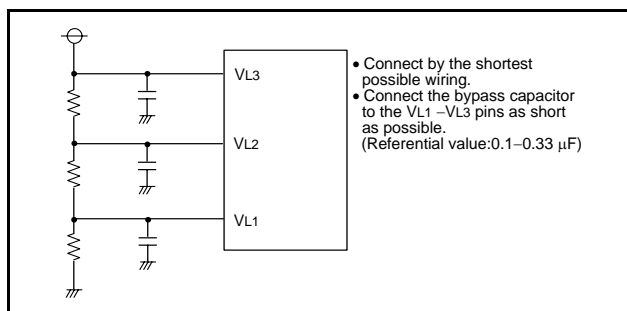 VL3
• Connect by the shortest
possible wiring.
• Connect the bypass capacitor
to the VL1 –VL3 pins as short
as possible.
(Referential value:0.1–0.33 μF)
VL2
VL1